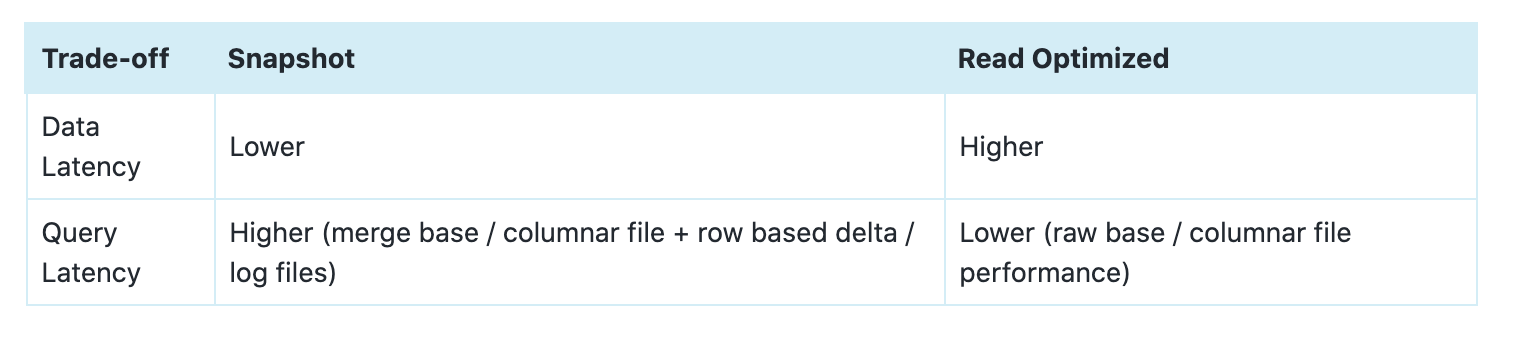 Trade-off Snapshot Read Optimized
Data
Latency
Lower
Higher
Query
Latency
Higher (merge base / columnar file + row based delta /
log files)
Lower (raw base / columnar file
performance)